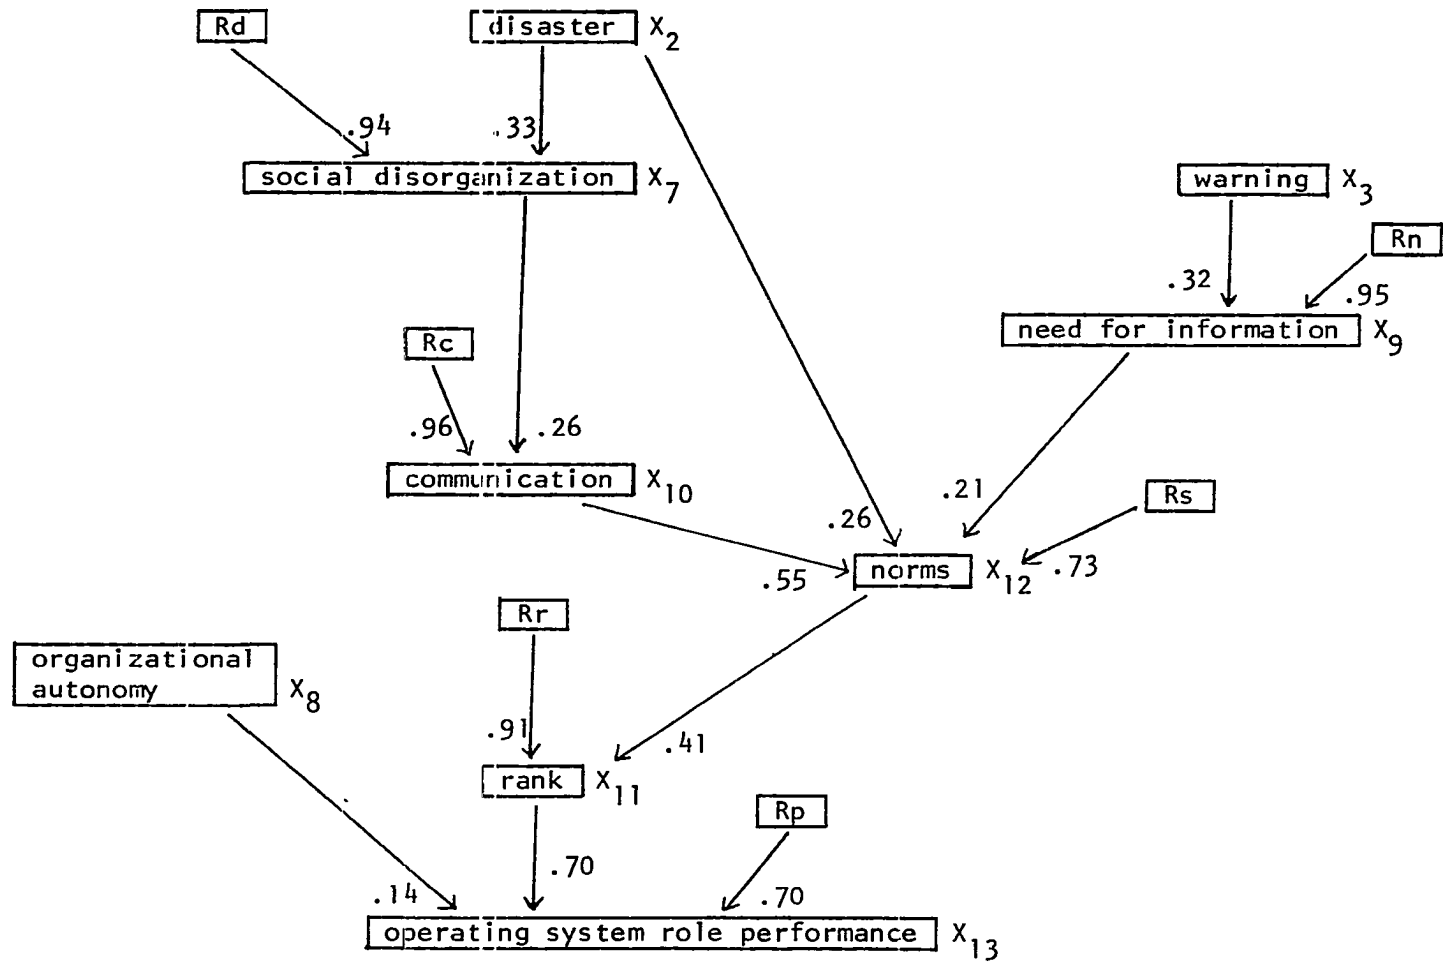 Rd
disaster X2
.94 .33
social disorganization X7
warning X3
Rn
.32 .95
need for information X9
Rc
.96 .26
communication X10
.26 .21
Rs
norms X12 .73
.55
Rr
organizational
autonomy X8
.91 .41
rank X11
Rp
.14 .70 .70
operating system role performance X13